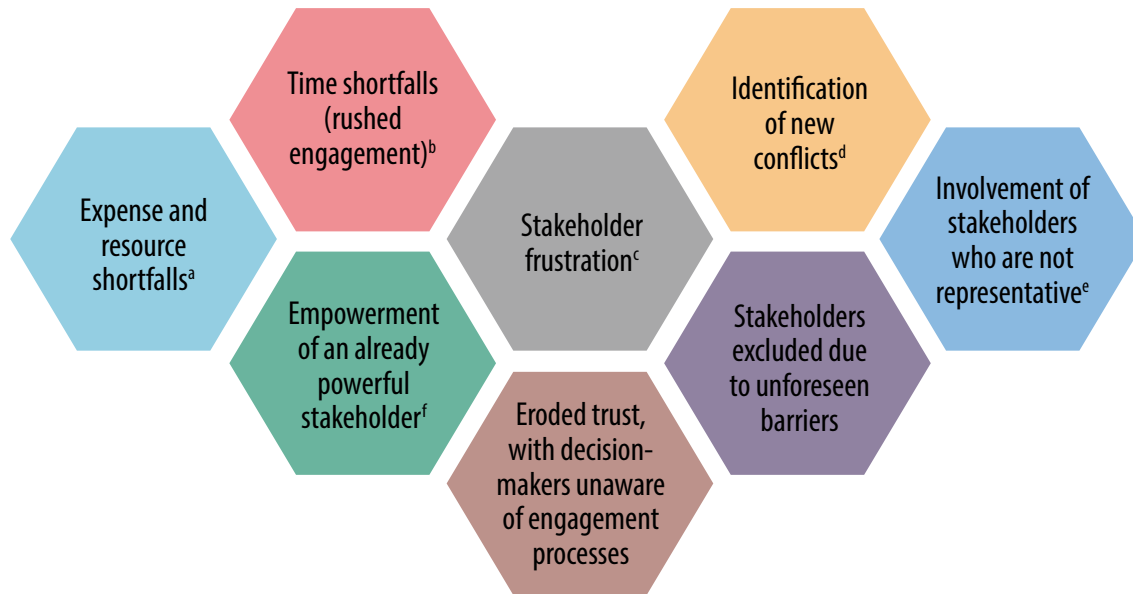 Time shortfalls
(rushed
engagement)ᵇ
Identification
of new
conflictsᵈ
Expense and
resource
shortfallsᵃ
Stakeholder
frustrationᶜ
Involvement of
stakeholders
who are not
representativeᵉ
Empowerment
of an already
powerful
stakeholderᶠ
Stakeholders
excluded due
to unforeseen
barriers
Eroded trust,
with decision-
makers unaware
of engagement
processes